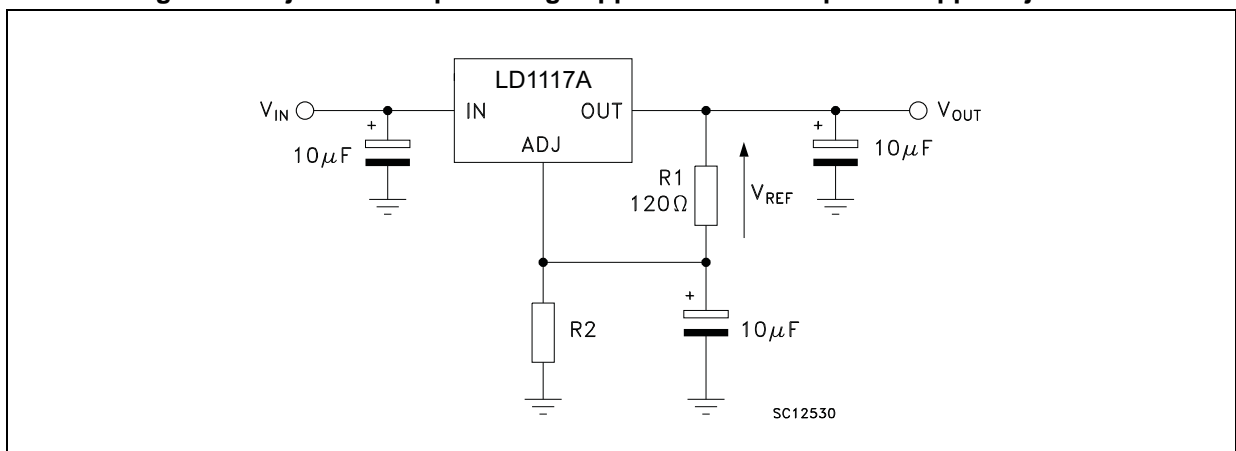 LD1117A
V_IN
IN
OUT
V_OUT
ADJ
+
10μF
R1
120Ω
V_REF
+
10μF
R2
+
10μF
SC12530